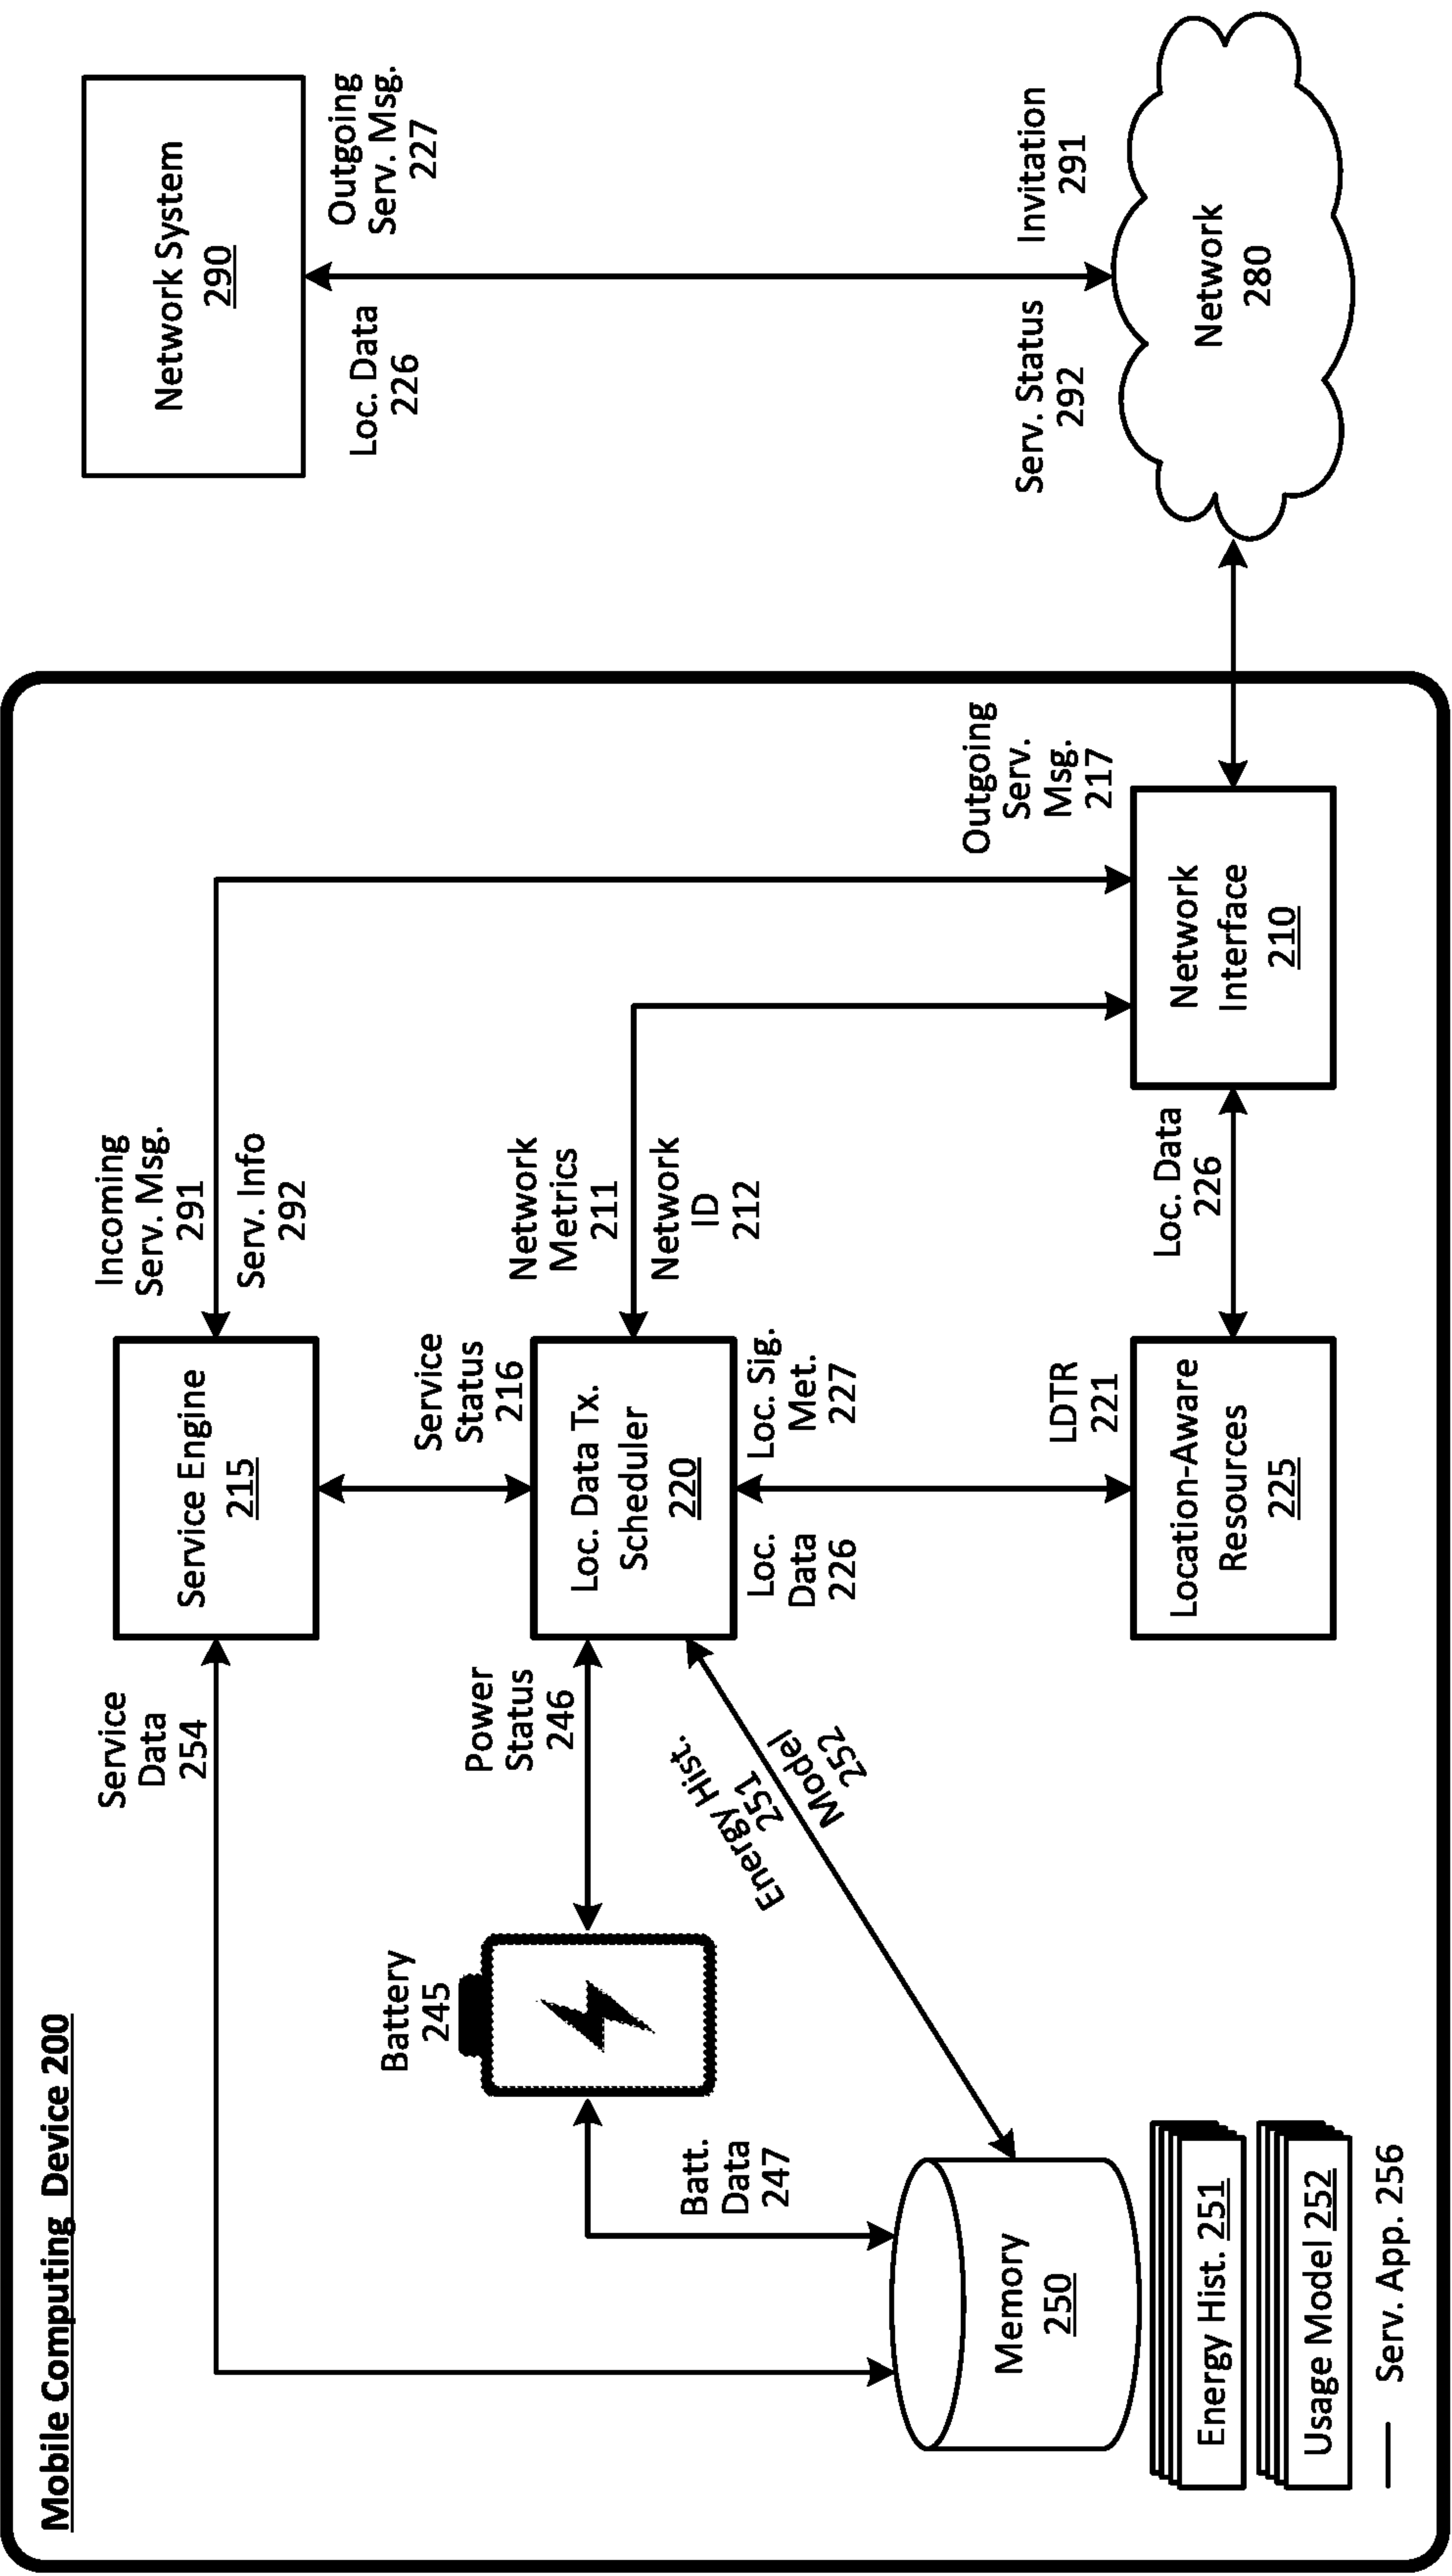 Mobile Computing Device 200
Service
Data
254
Service Engine
215
Incoming
Serv. Msg.
291
Serv. Info
292
Network System
290
Outgoing
Serv. Msg.
227
Loc. Data
226
Battery
245
Power
Status
246
Service
Status
216
Loc. Data Tx.
Scheduler
220
Network
Metrics
211
Network
ID
212
Batt.
Data
247
Energy Hist.
251
Model
252
Loc.
Data
226
Loc. Sig.
Met.
227
LDTR
221
Outgoing
Serv.
Msg.
217
Serv. Status
292
Invitation
291
Memory
250
Location-Aware
Resources
225
Loc. Data
226
Network
Interface
210
Network
280
Energy Hist. 251
Usage Model 252
Serv. App. 256